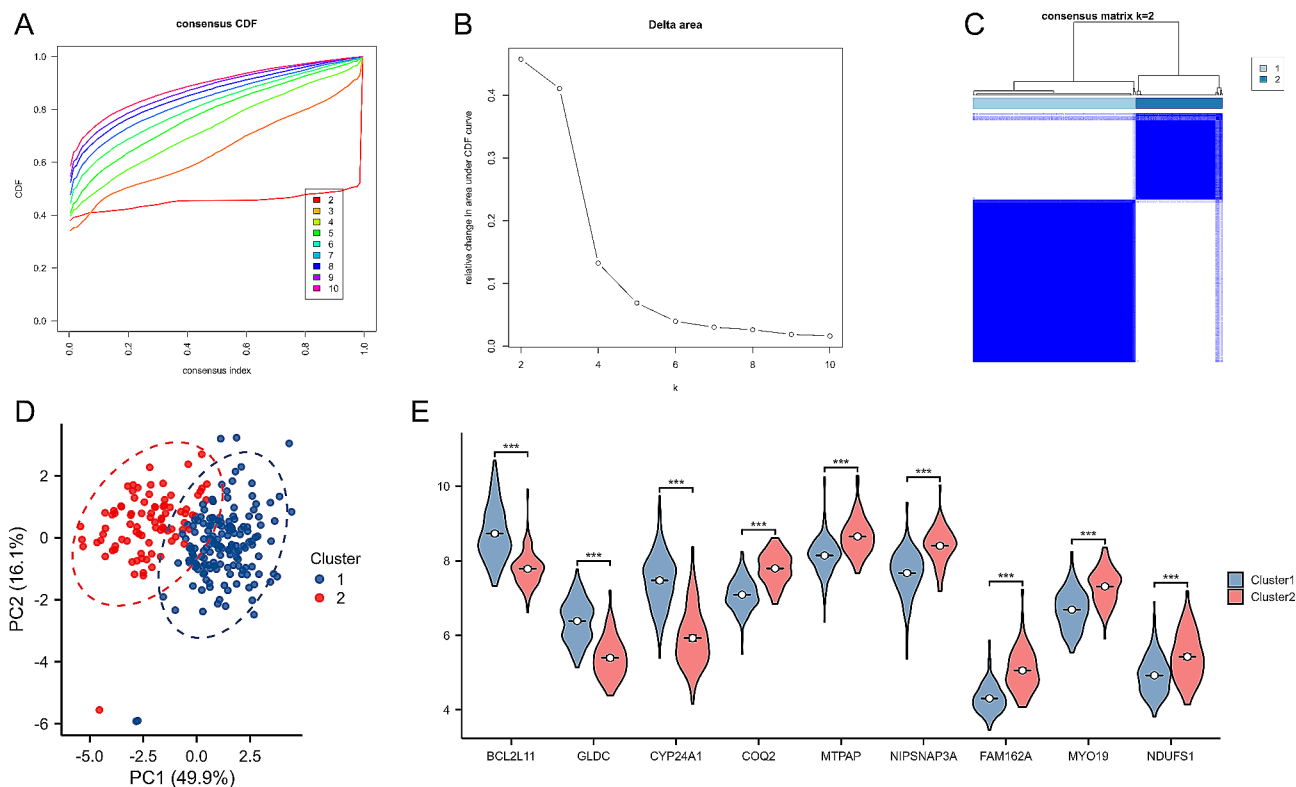 A
consensus CDF
CDF
1.0
0.8
0.6
0.4
0.2
0.0
0.0
0.2
0.4
0.6
0.8
1.0
consensus index
2
3
4
5
6
7
8
9
10
B
Delta area
relative change in area under CDF curve
0.4
0.3
0.2
0.1
0.0
2
4
6
8
10
k
C
consensus matrix k=2
1
2
D
PC2 (16.1%)
2
0
-2
-4
-6
-5.0
-2.5
0.0
2.5
PC1 (49.9%)
Cluster
1
2
E
10
8
6
4
***
***
***
***
***
***
***
***
***
BCL2L11
GLDC
CYP24A1
COQ2
MTPAP
NIPSNAP3A
FAM162A
MYO19
NDUFS1
Cluster1
Cluster2